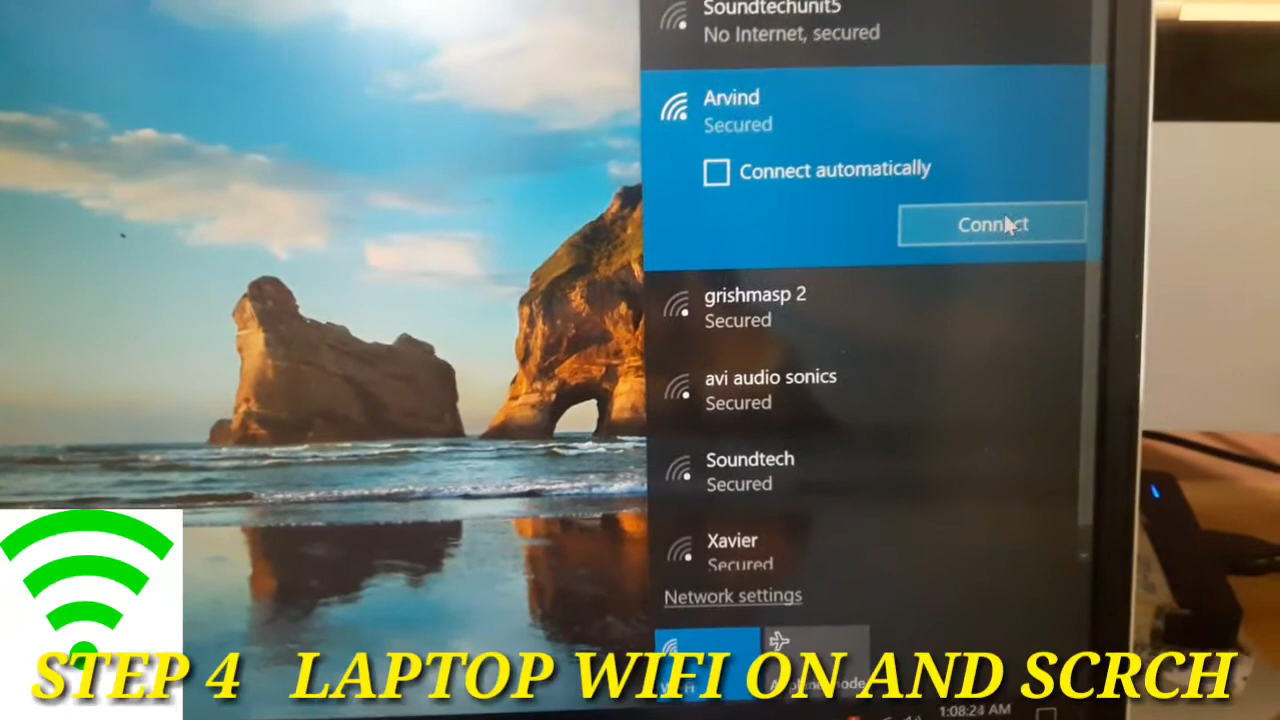 Soundtechunit5
No Internet, secured
Arvind
Secured
Connect automatically
Connect
grishmasp 2
Secured
avi audio sonics
Secured
Soundtech
Secured
Xavier
Secured
Network settings
STEP 4 LAPTOP WIFI ON AND SCRCH
1:08:24 AM